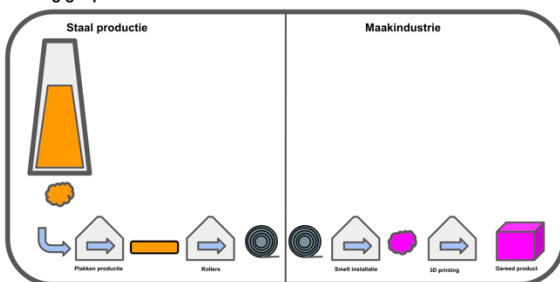 Staal productie
Maakindustrie
Plakken productie
Rollers
Smelt installatie
3D printing
Gereed product